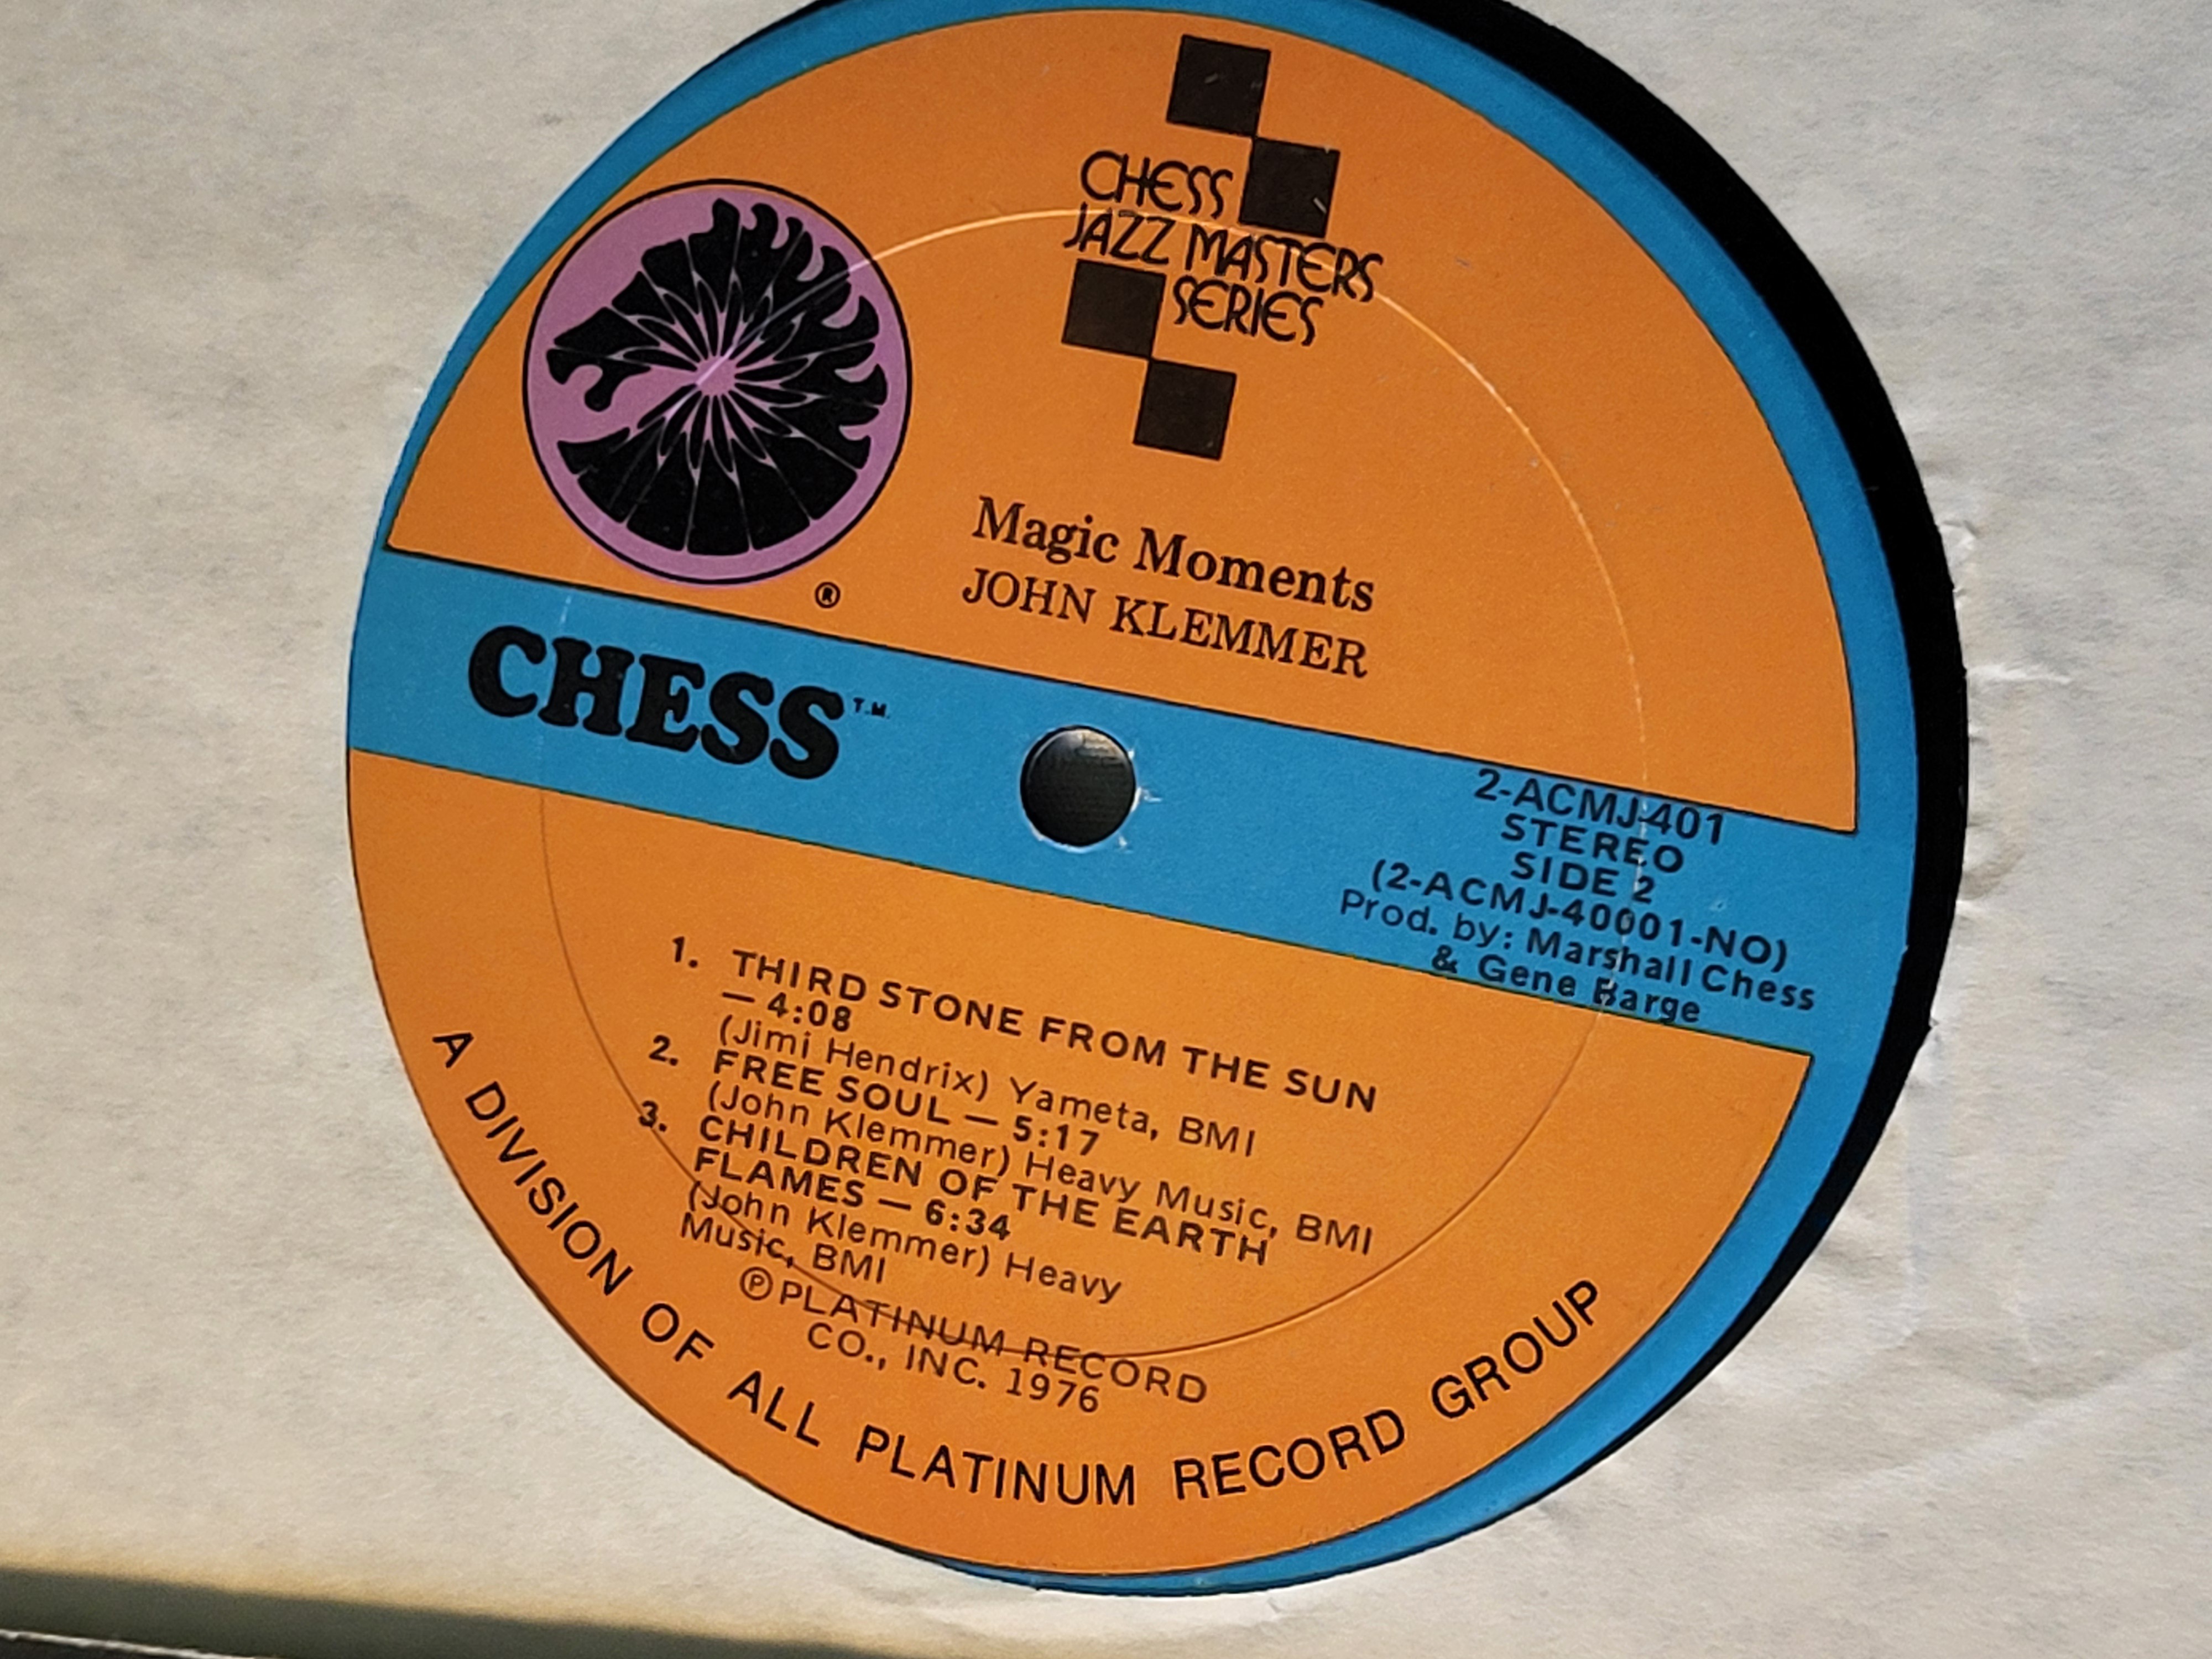 CHESS
JAZZ MASTERS
SERIES
®
Magic Moments
JOHN KLEMMER
CHESS T.M.
2-ACMJ-401
STEREO
SIDE 2
(2-ACMJ-40001-NO)
Prod. by: Marshall Chess
& Gene Barge
1. THIRD STONE FROM THE SUN
— 4:08
(Jimi Hendrix) Yameta, BMI
2. FREE SOUL — 5:17
(John Klemmer) Heavy Music, BMI
3. CHILDREN OF THE EARTH
FLAMES — 6:34
(John Klemmer) Heavy
Music, BMI
℗ PLATINUM RECORD
CO., INC. 1976
A DIVISION OF ALL PLATINUM RECORD GROUP